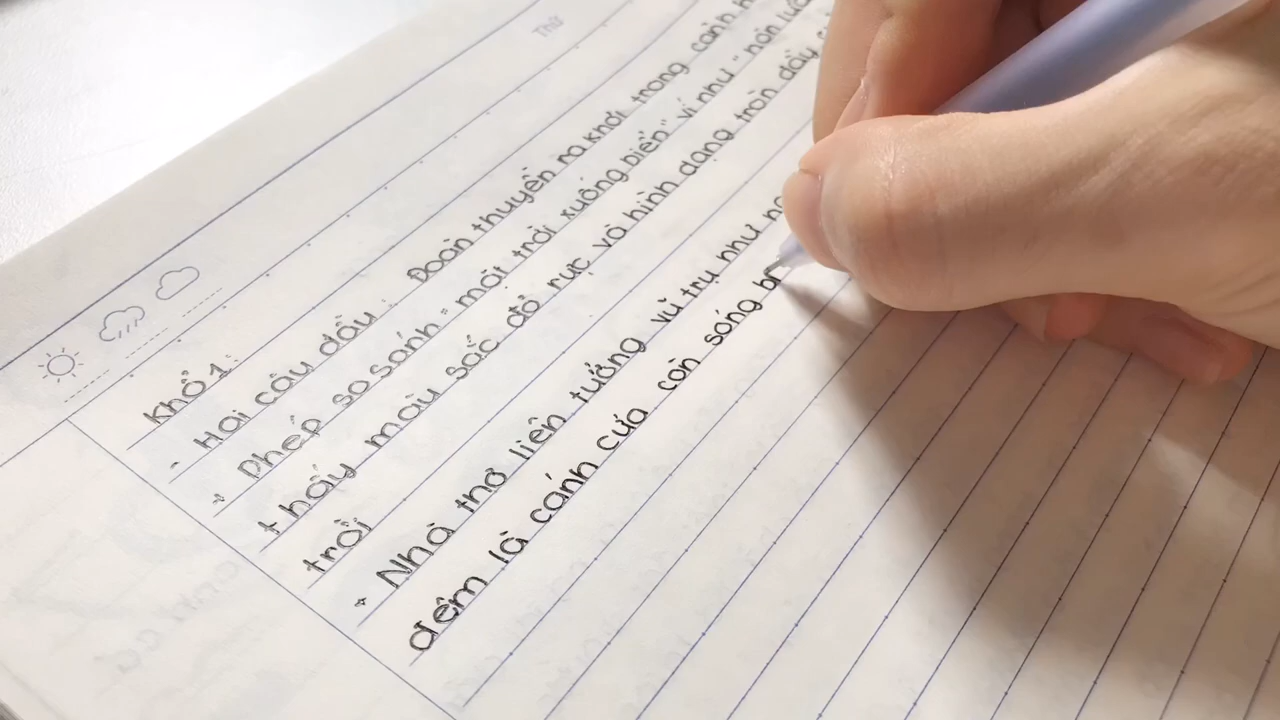 Thứ
Khổ 1:
- Hai câu đầu: Đoàn thuyền ra khơi trong cảnh
+ Phép so sánh "mặt trời xuống biển" ví như "hòn lửa
thấy màu sắc đỏ rực và hình dạng tròn đầy
trời
+ Nhà thơ liên tưởng vũ trụ như
đêm là cánh cửa còn sóng